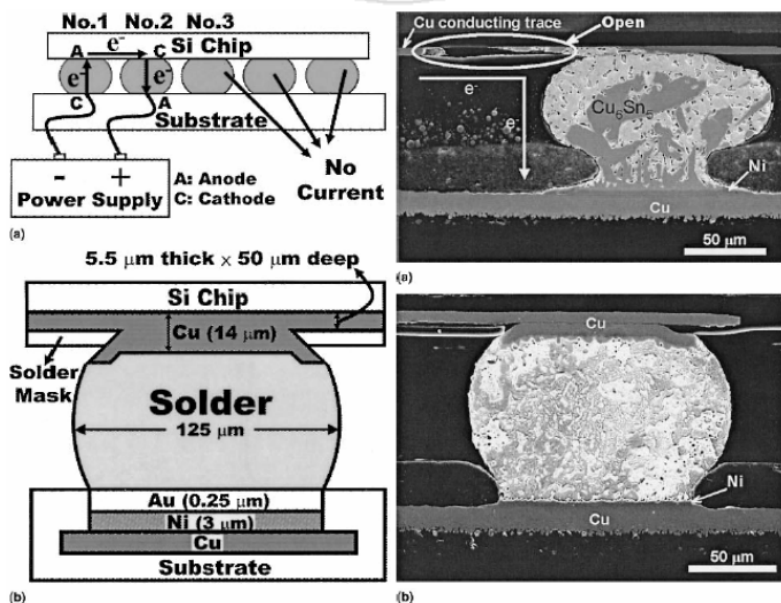 No.1 No.2 No.3
A e⁻ C
Si Chip
e⁻ e⁻
C A
Substrate
- +
Power Supply
A: Anode
C: Cathode
No
Current
(a)
5.5 μm thick × 50 μm deep
Si Chip
Cu (14 μm)
Solder
Mask
Solder
125 μm
Au (0.25 μm)
Ni (3 μm)
Cu
Substrate
(b)
Cu conducting trace
Open
e⁻
e⁻
Cu₆Sn₅
Ni
Cu
50 μm
(a)
Cu
Ni
Cu
50 μm
(b)